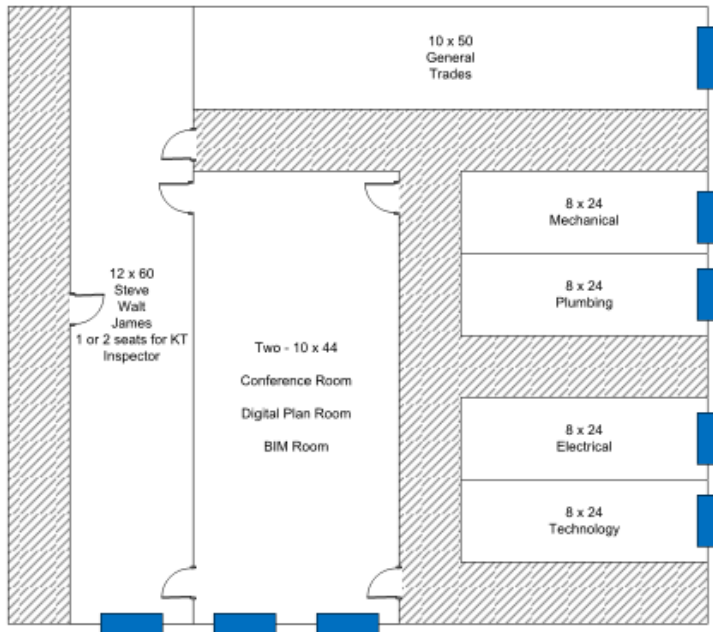 10 x 50
General
Trades
8 x 24
Mechanical
8 x 24
Plumbing
12 x 60
Steve
Walt
James
1 or 2 seats for KT
Inspector
Two - 10 x 44
Conference Room
Digital Plan Room
BIM Room
8 x 24
Electrical
8 x 24
Technology